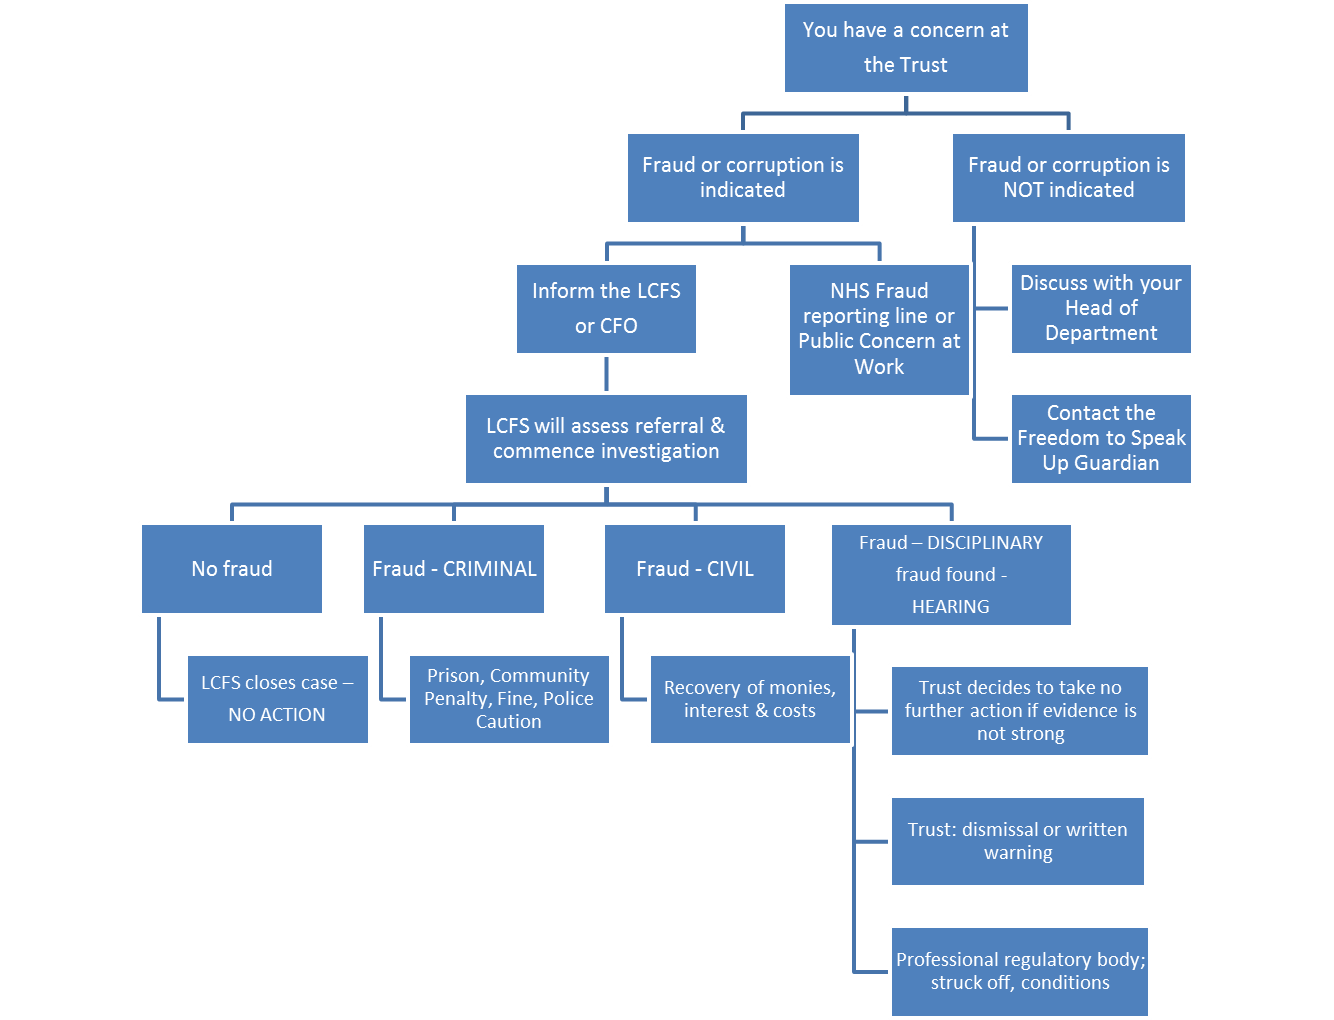 You have a concern at
the Trust
Fraud or corruption is
indicated
Fraud or corruption is
NOT indicated
Inform the LCFS
or CFO
NHS Fraud
reporting line or
Public Concern at
Work
Discuss with your
Head of
Department
LCFS will assess referral &
commence investigation
Contact the
Freedom to Speak
Up Guardian
No fraud
Fraud - CRIMINAL
Fraud - CIVIL
Fraud – DISCIPLINARY
fraud found -
HEARING
LCFS closes case –
NO ACTION
Prison, Community
Penalty, Fine, Police
Caution
Recovery of monies,
interest & costs
Trust decides to take no
further action if evidence is
not strong
Trust: dismissal or written
warning
Professional regulatory body;
struck off, conditions